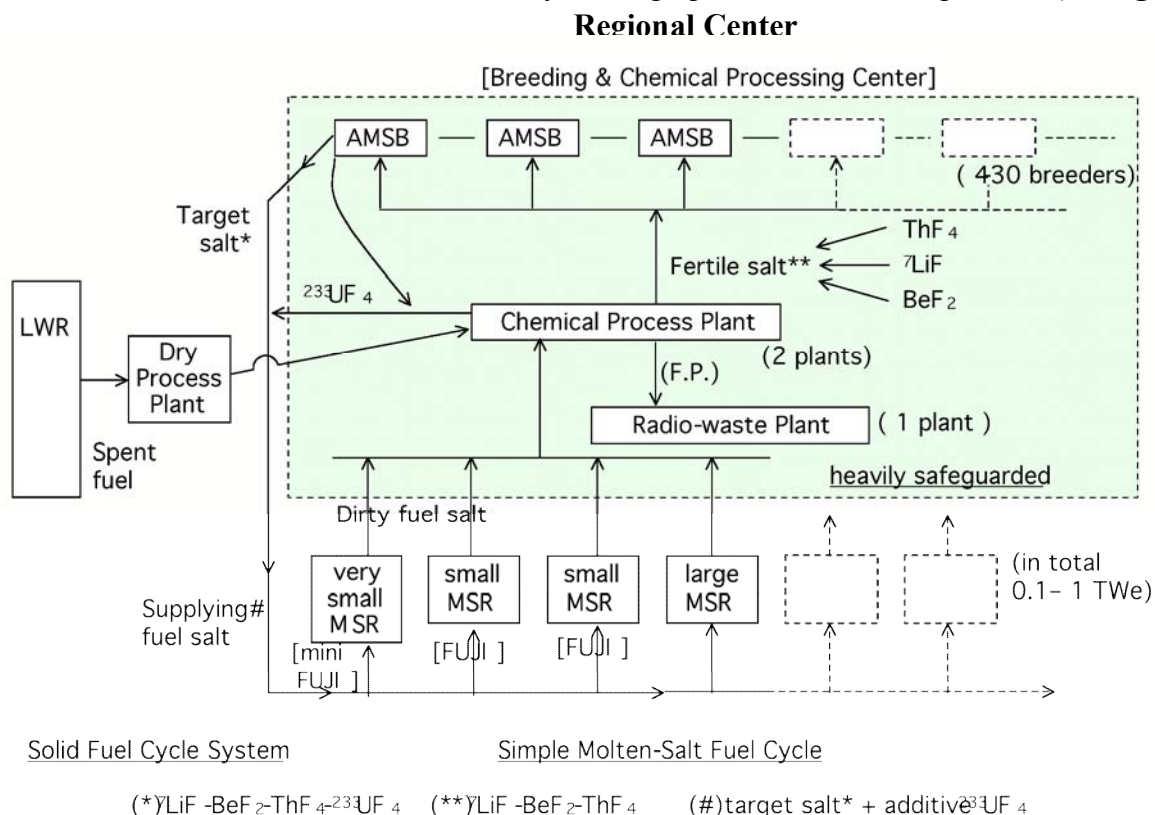 Regional Center
[Breeding & Chemical Processing Center]
AMSB
AMSB
AMSB
( 430 breeders)
Target
salt*
ThF4
Fertile salt**
⁷LiF
BeF2
²³³UF4
LWR
Chemical Process Plant
Dry
Process
Plant
(2 plants)
(F.P.)
Radio-waste Plant
( 1 plant )
Spent
fuel
heavily safeguarded
Dirty fuel salt
very
small
MSR
small
MSR
small
MSR
large
MSR
(in total
0.1– 1 TWe)
Supplying#
fuel salt
[mini
FUJI ]
[FUJI ]
[FUJI ]
Solid Fuel Cycle System
Simple Molten-Salt Fuel Cycle
(*)⁷LiF -BeF2-ThF4-²³³UF4
(**)⁷LiF -BeF2-ThF4
(#)target salt* + additive²³³UF4